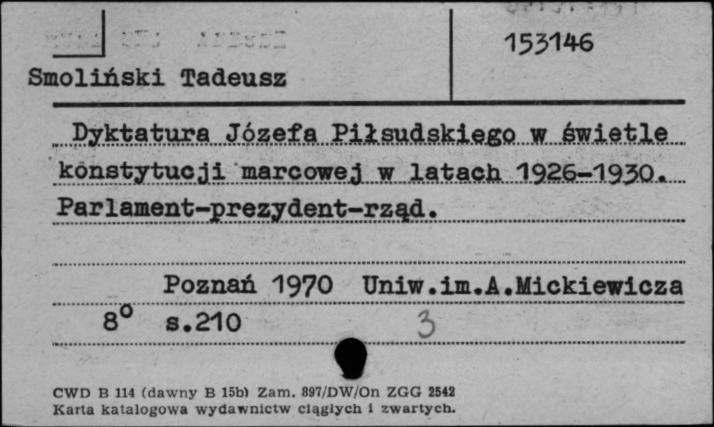 153146
Smoliński Tadeusz
Dyktatura Józefa Piłsudskiego w świetle
konstytucji marcowej w latach 1926-1930.
Parlament-prezydent-rząd.
Poznań 1970 Uniw.im.A.Mickiewicza
8° s.210 3
CWD B 114 (dawny B 15b) Zam. 897/DW/On ZGG 2542
Karta katalogowa wydawnictw ciągłych i zwartych.